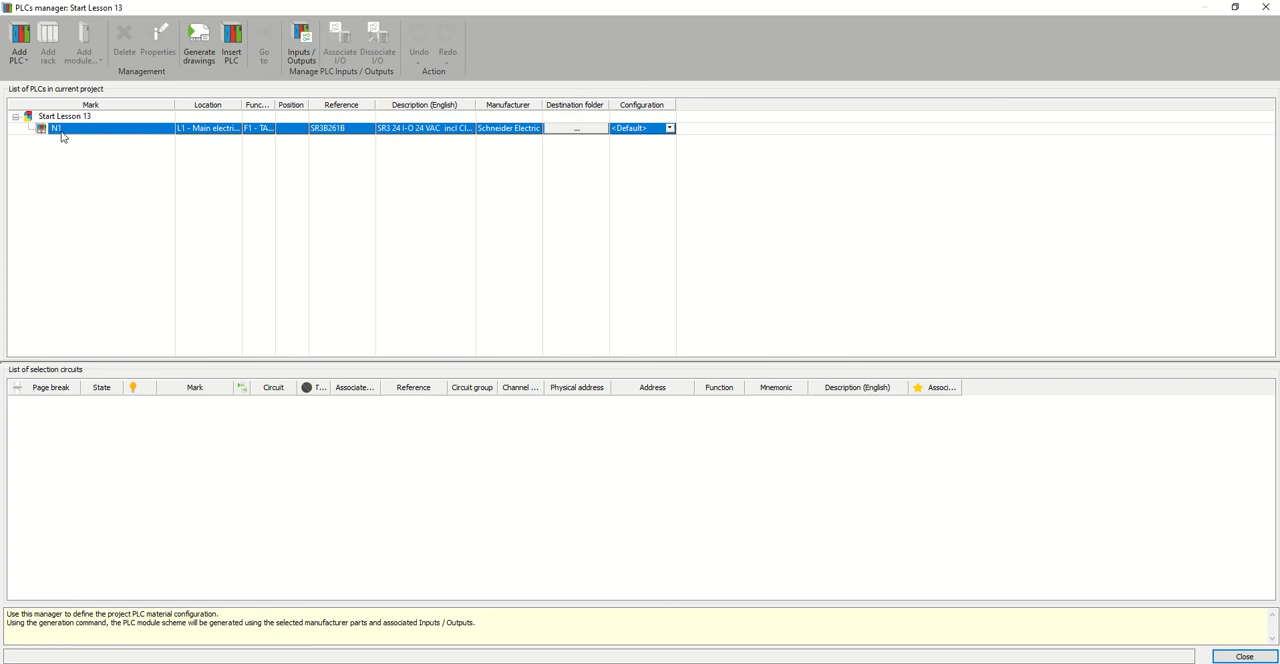 PLCs manager: Start Lesson 13
Add PLC
Add rack
Add module...
Delete
Properties
Management
Generate drawings
Insert PLC
Go to
Inputs / Outputs
Associate I/O
Dissociate I/O
Manage PLC Inputs / Outputs
Undo
Redo
Action
List of PLCs in current project
Mark Location Func... Position Reference Description (English) Manufacturer Destination folder Configuration
Start Lesson 13
N1 L1 - Main electri... F1 - TA... SR3B261B SR3 24 I-O 24 VAC incl Cl... Schneider Electric ... <Default>
List of selection circuits
Page break State Mark Circuit T... Associate... Reference Circuit group Channel ... Physical address Address Function Mnemonic Description (English) Associ...
Use this manager to define the project PLC material configuration.
Using the generation command, the PLC module scheme will be generated using the selected manufacturer parts and associated Inputs / Outputs.
Close